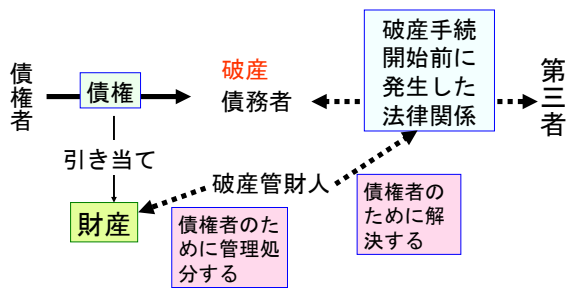 債権者
債権
破産
債務者
破産手続
開始前に
発生した
法律関係
第三者
引き当て
財産
破産管財人
債権者のた
めに管理処
分する
債権者の
ために解
決する